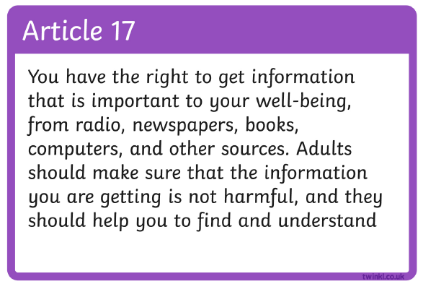 Article 17
You have the right to get information
that is important to your well-being,
from radio, newspapers, books,
computers, and other sources. Adults
should make sure that the information
you are getting is not harmful, and they
should help you to find and understand
twinkl.co.uk